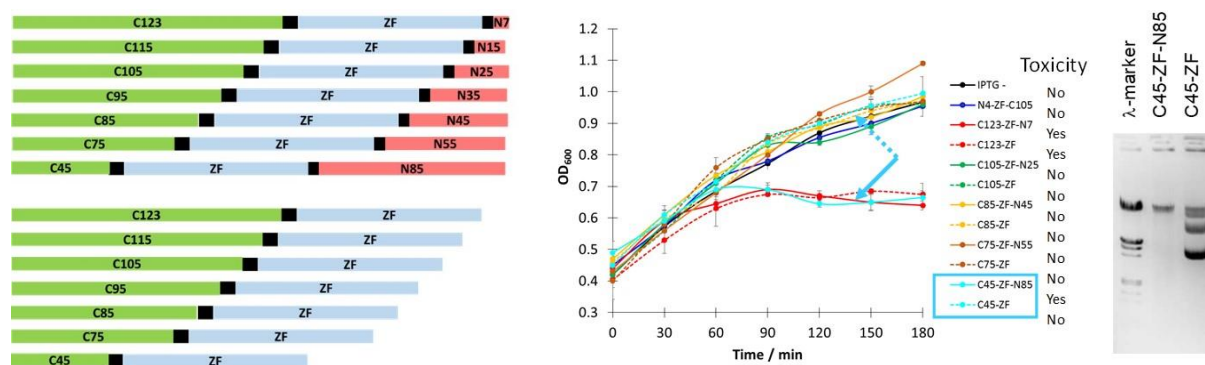 C123 ZF N7
C115 ZF N15
C105 ZF N25
C95 ZF N35
C85 ZF N45
C75 ZF N55
C45 ZF N85
C123 ZF
C115 ZF
C105 ZF
C95 ZF
C85 ZF
C75 ZF
C45 ZF
OD600
1.2
1.1
1.0
0.9
0.8
0.7
0.6
0.5
0.4
0.3
0 30 60 90 120 150 180
Time / min
Toxicity
IPTG - No
N4-ZF-C105 No
C123-ZF-N7 Yes
C123-ZF Yes
C105-ZF-N25 No
C105-ZF No
C85-ZF-N45 No
C85-ZF No
C75-ZF-N55 No
C75-ZF No
C45-ZF-N85 Yes
C45-ZF No
λ-marker
C45-ZF-N85
C45-ZF